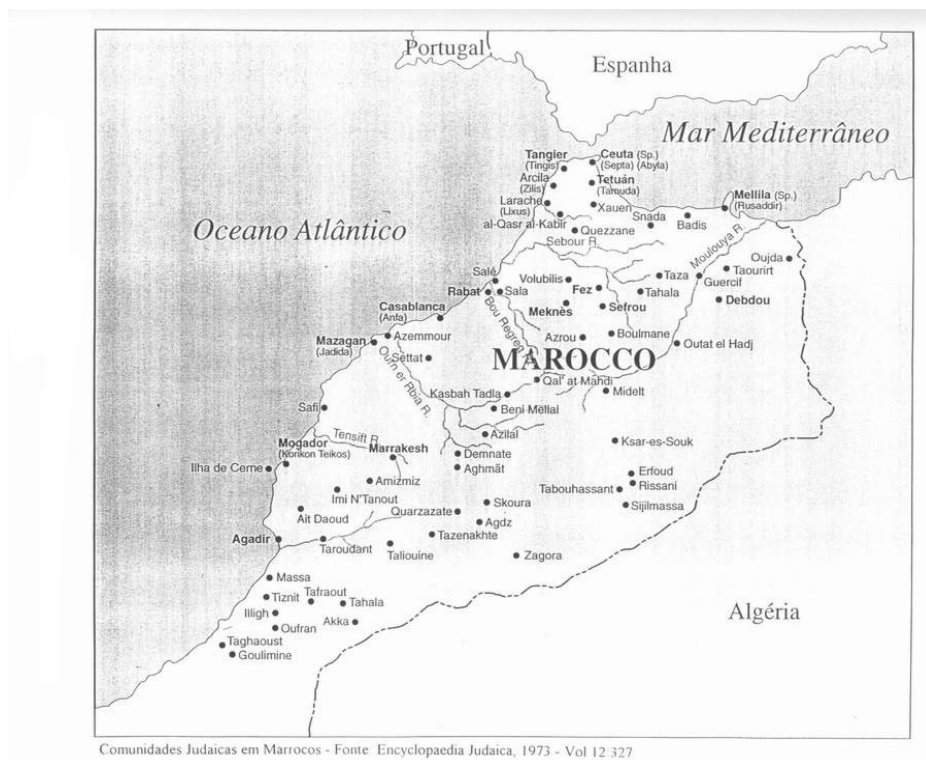 Portugal
Espanha
Mar Mediterrâneo
Oceano Atlântico
Tangier
(Tingis)
Ceuta (Sp.)
(Septa) (Abyla)
Arcila
(Zilis)
Tetuán
(Tamuda)
Larache
(Lixus)
Xauen
Mellila (Sp.)
(Rusaddir)
al-Qasr al-Kabir
Snada
Badis
Quezzane
Sebour R.
Moulouya R.
Oujda
Salé
Volubilis
Taza
Taourirt
Guercif
Rabat
Sala
Fez
Tahala
Debdou
Casablanca
(Anfa)
Bou Regreg
Meknès
Sefrou
Mazagan
(Jadida)
Azemmour
Azrou
Boulmane
Outat el Hadj
Settat
MAROCCO
Oum er Rbia R.
Qal' at Mahdi
Kasbah Tadla
Midelt
Safi
Beni Mellal
Tensift R.
Azilal
Mogador
(Korikon Teikos)
Marrakesh
Ksar-es-Souk
Ilha de Cerne
Demnate
Aghmāt
Amizmiz
Erfoud
Rissani
Imi N'Tanout
Tabouhassant
Skoura
Sijilmassa
Ait Daoud
Quarzazate
Agdz
Agadir
Taroudant
Tazenakhte
Taliouine
Zagora
Massa
Tiznit
Tafraout
Tahala
Illigh
Oufran
Akka
Algéria
Taghaoust
Goulimine
Comunidades Judaicas em Marrocos - Fonte Encyclopaedia Judaica, 1973 - Vol 12.327